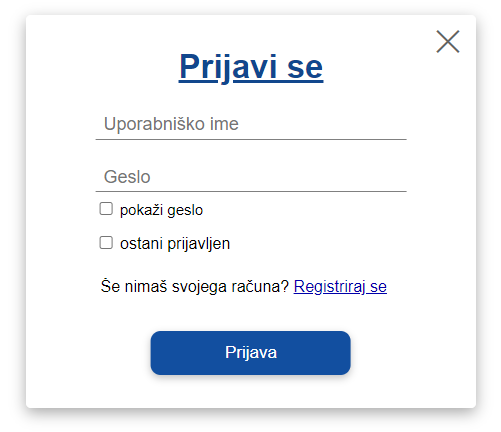 Prijavi se
Uporabniško ime
Geslo
pokaži geslo
ostani prijavljen
Še nimaš svojega računa? Registriraj se
Prijava